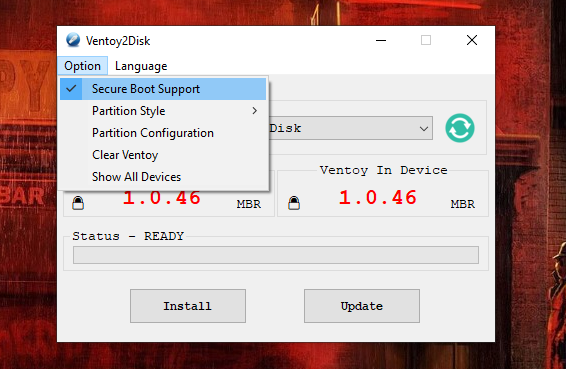 Ventoy2Disk
Option Language
Secure Boot Support
Partition Style
Partition Configuration
Clear Ventoy
Show All Devices
Disk
Ventoy In Device
1.0.46 MBR
1.0.46 MBR
Status - READY
Install
Update
BAR